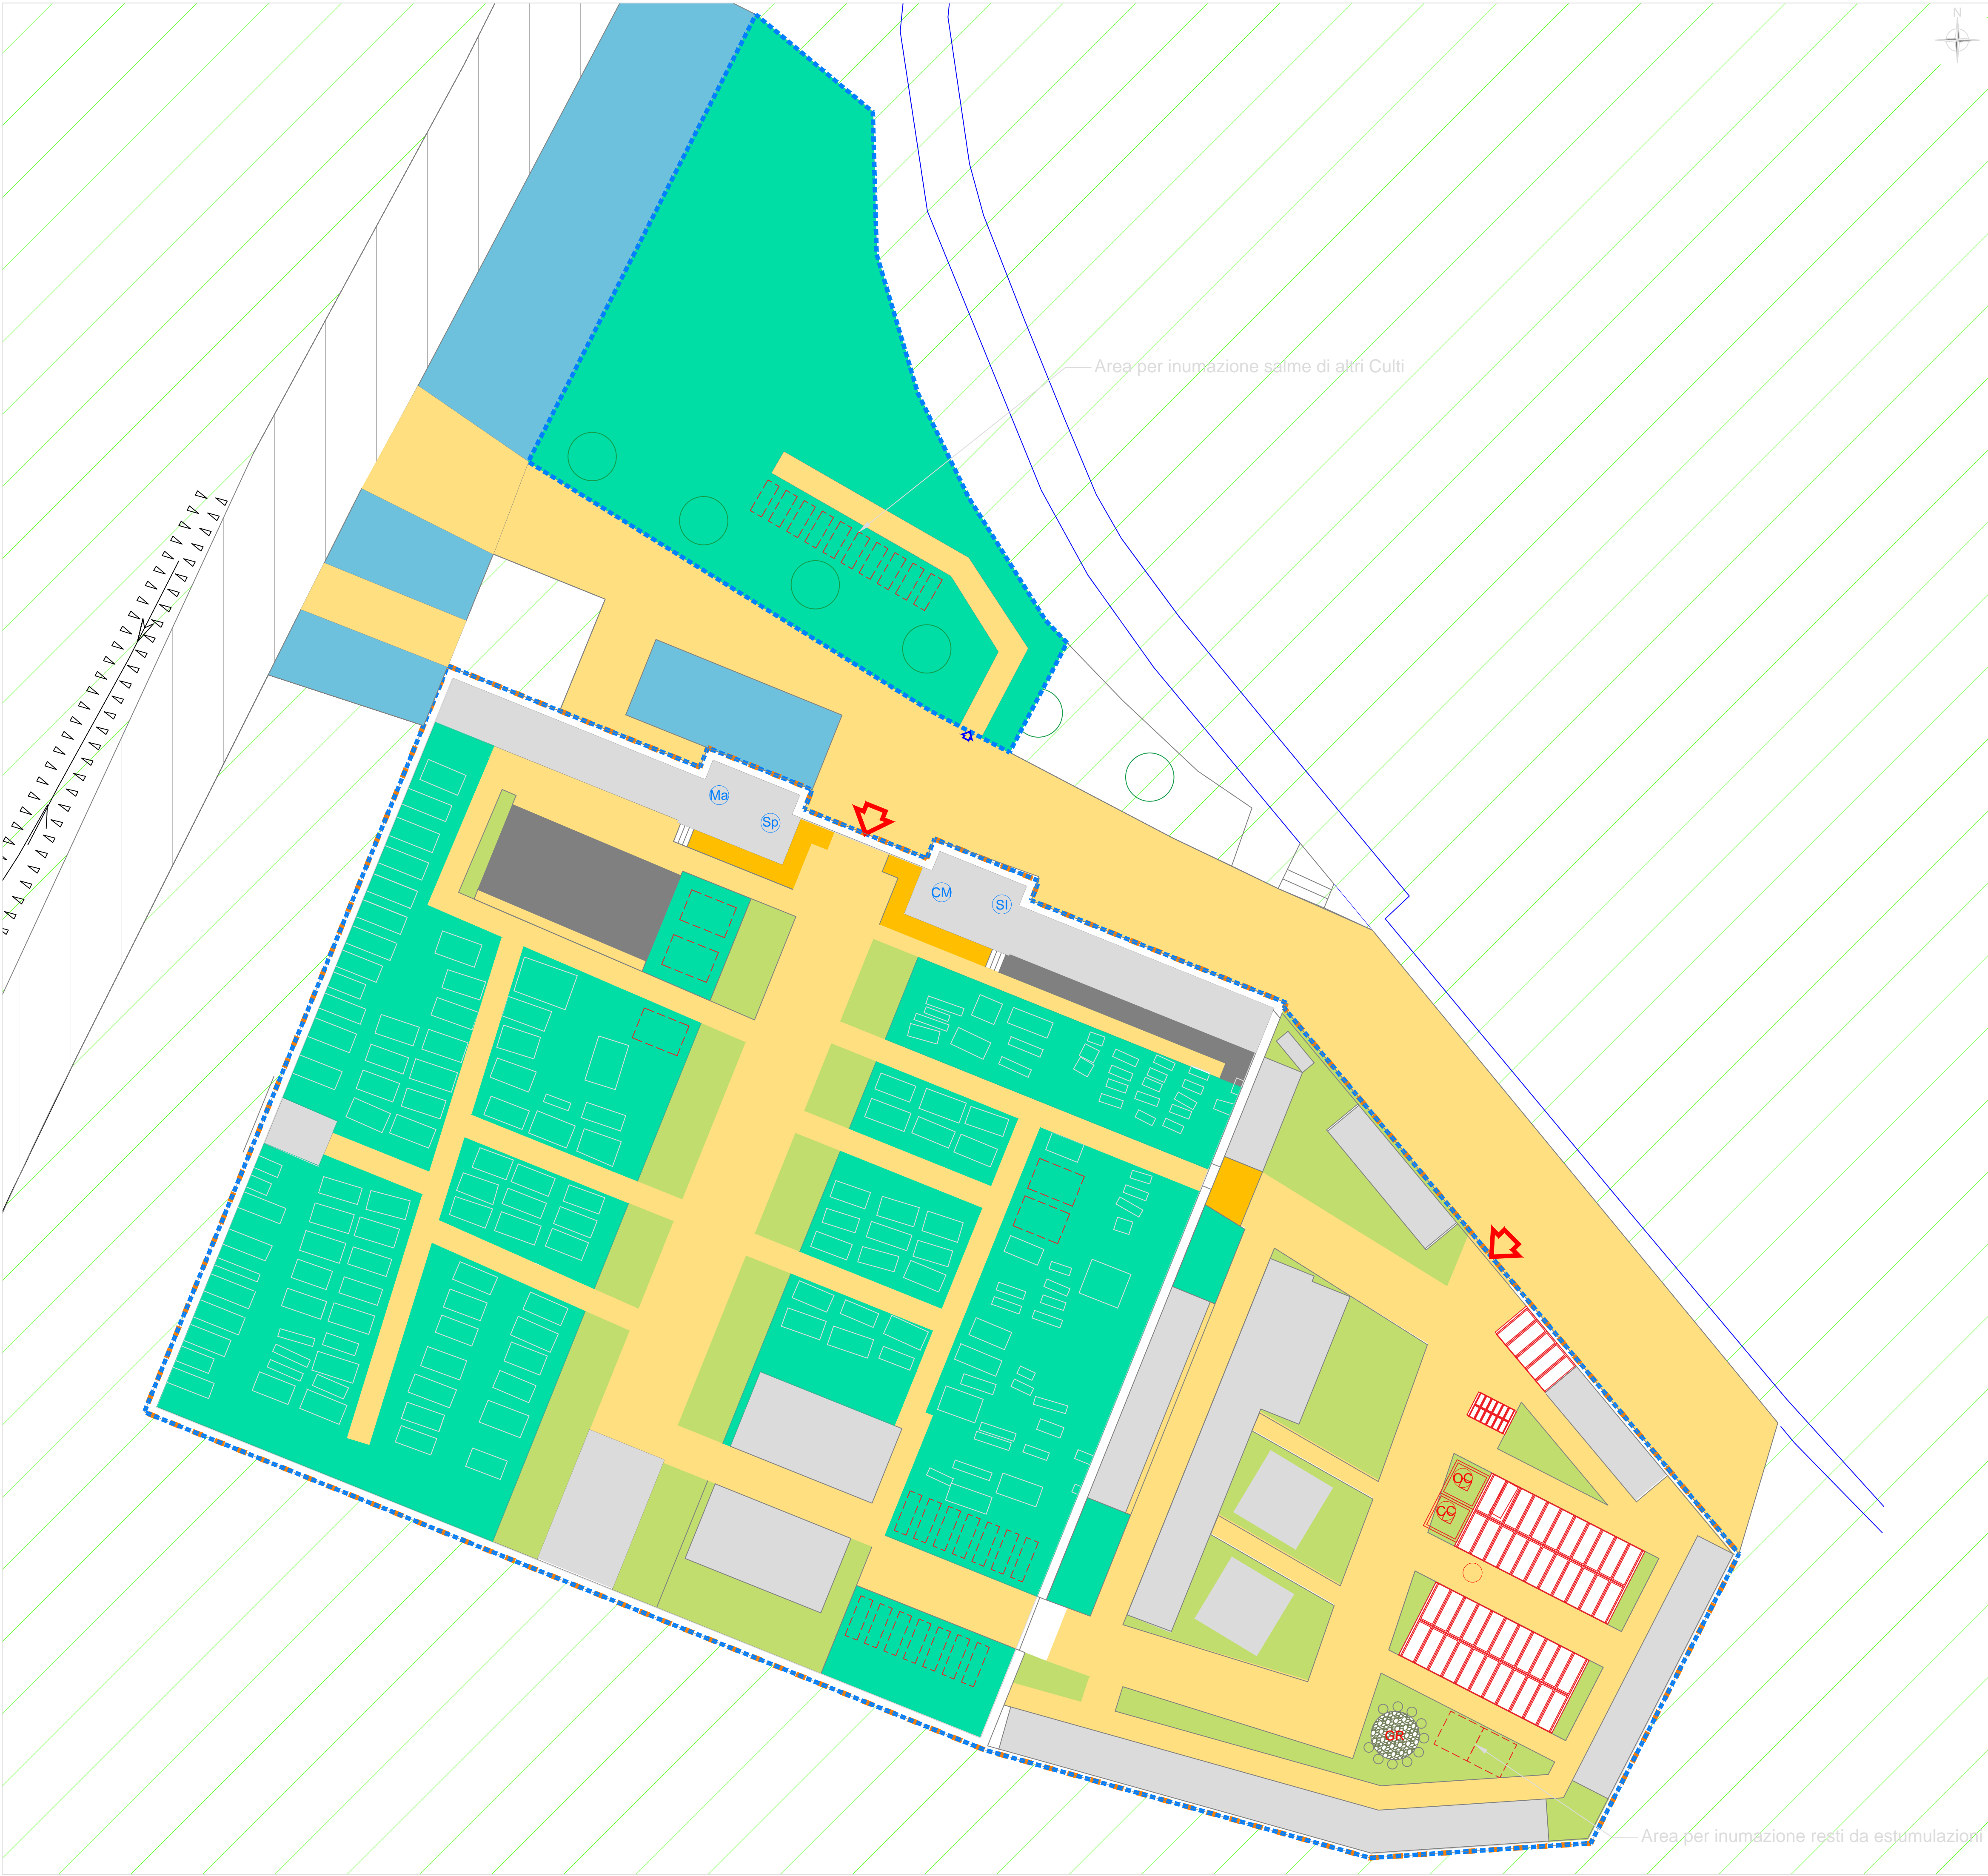 N
Area per inumazione salme di altri Culti
Ma
Sp
CM
SI
OC
CC
GR
Area per inumazione resti da estumulazioni